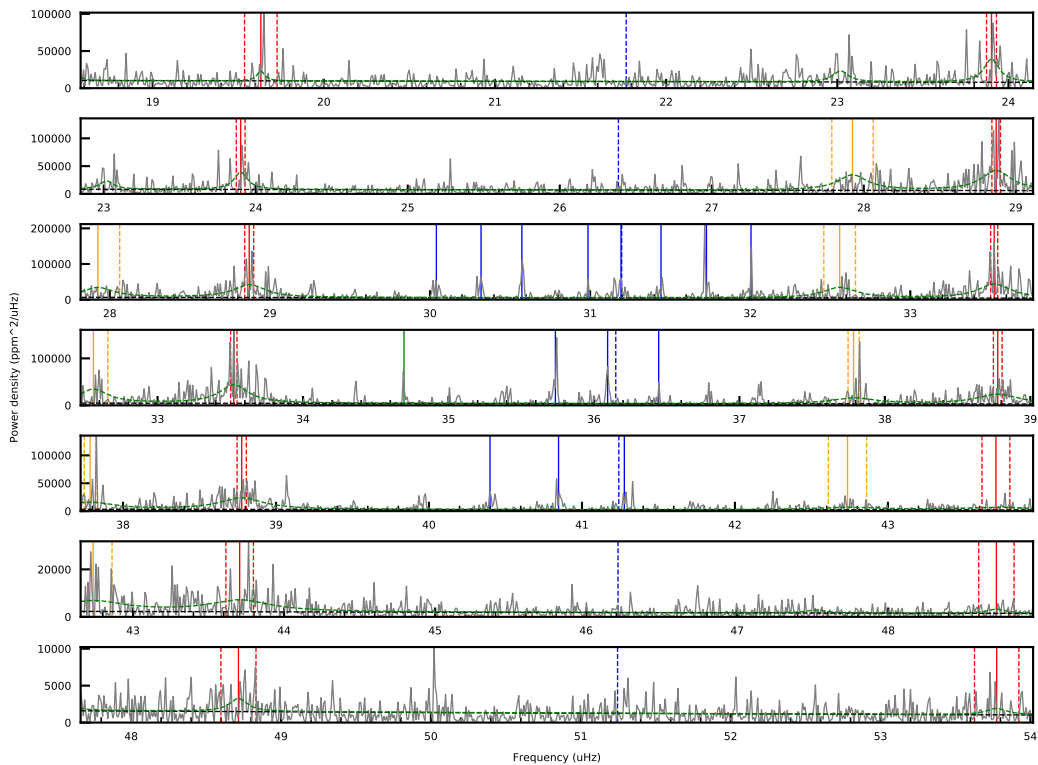 100000
50000
0
19 20 21 22 23 24
100000
50000
0
23 24 25 26 27 28 29
200000
100000
0
28 29 30 31 32 33
Power density (ppm^2/uHz)
100000
0
33 34 35 36 37 38 39
100000
50000
0
38 39 40 41 42 43
20000
0
43 44 45 46 47 48
10000
5000
0
48 49 50 51 52 53 54
Frequency (uHz)